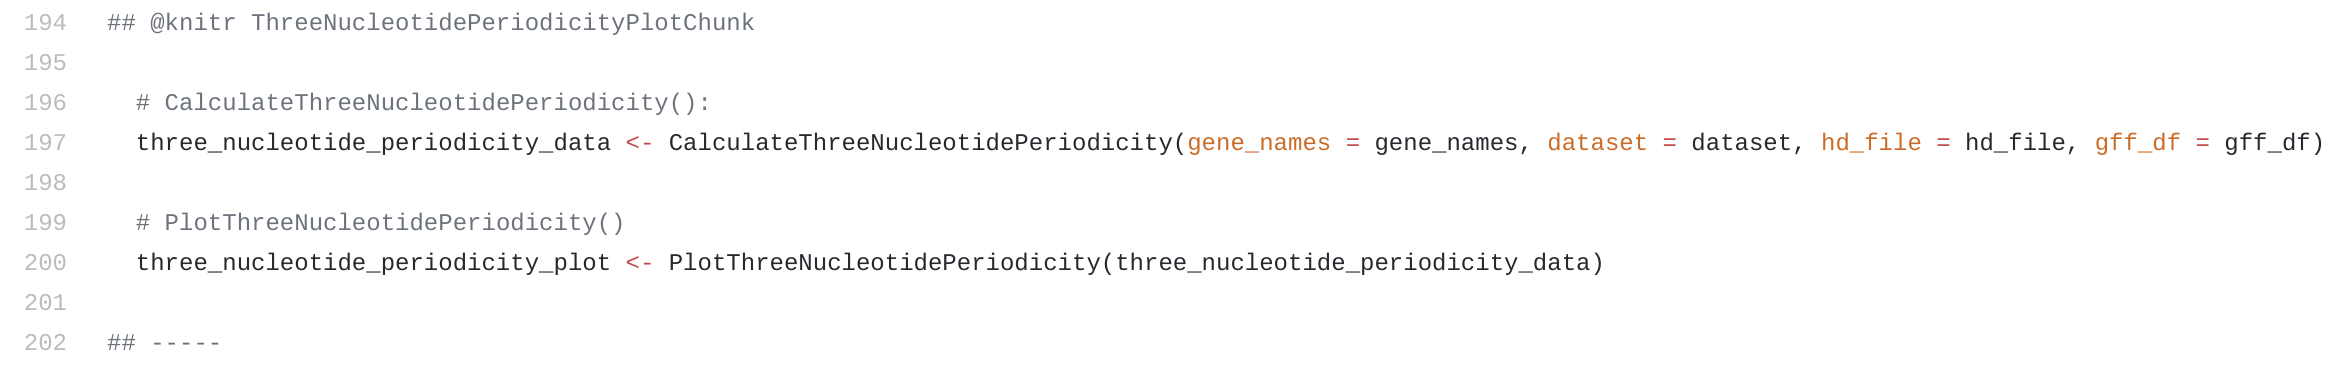 194 ## @knitr ThreeNucleotidePeriodicityPlotChunk
195
196 # CalculateThreeNucleotidePeriodicity():
197 three_nucleotide_periodicity_data <- CalculateThreeNucleotidePeriodicity(gene_names = gene_names, dataset = dataset, hd_file = hd_file, gff_df = gff_df)
198
199 # PlotThreeNucleotidePeriodicity()
200 three_nucleotide_periodicity_plot <- PlotThreeNucleotidePeriodicity(three_nucleotide_periodicity_data)
201
202 ## -----